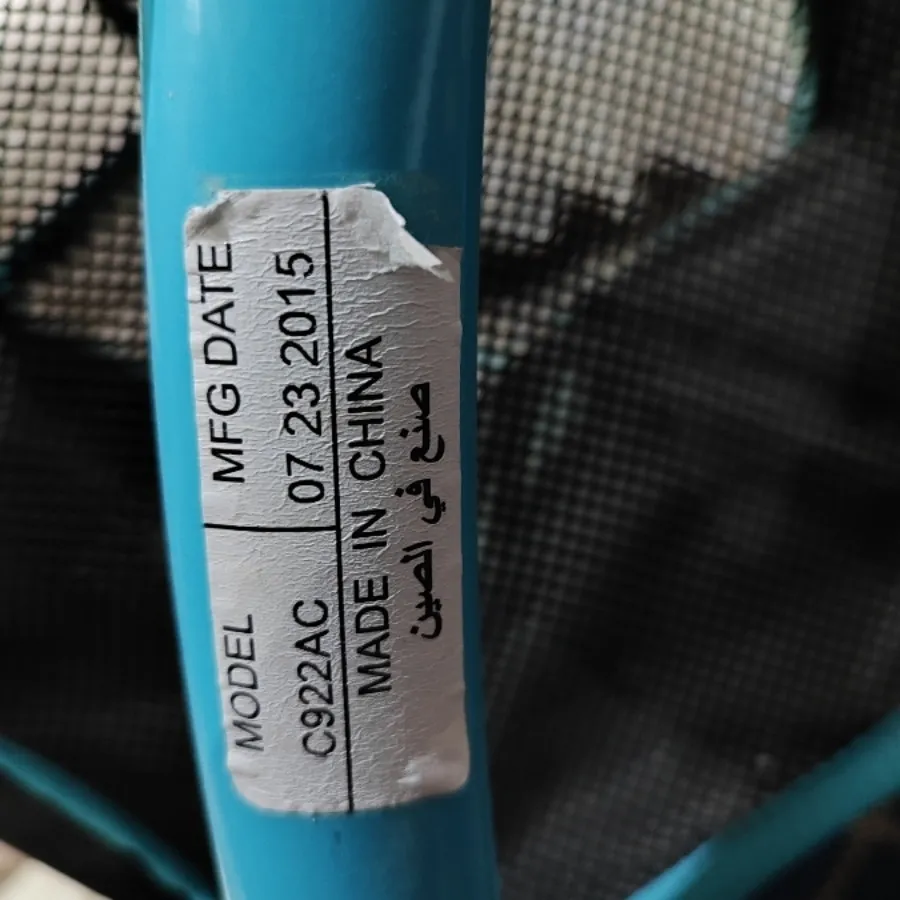 MODEL
C922AC
MFG DATE
07 23 2015
MADE IN CHINA
صنع في الصين